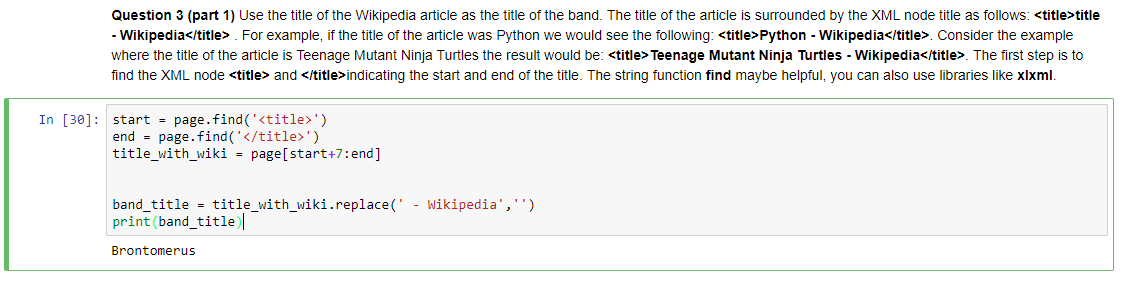 Question 3 (part 1) Use the title of the Wikipedia article as the title of the band. The title of the article is surrounded by the XML node title as follows: <title>title
- Wikipedia</title> . For example, if the title of the article was Python we would see the following: <title>Python - Wikipedia</title>. Consider the example
where the title of the article is Teenage Mutant Ninja Turtles the result would be: <title>Teenage Mutant Ninja Turtles - Wikipedia</title>. The first step is to
find the XML node <title> and </title>indicating the start and end of the title. The string function find maybe helpful, you can also use libraries like xlxml.
In [30]: start = page.find('<title>')
end = page.find('</title>')
title_with_wiki = page[start+7:end]
band_title = title_with_wiki.replace(' - Wikipedia','')
print(band_title)
Brontomerus